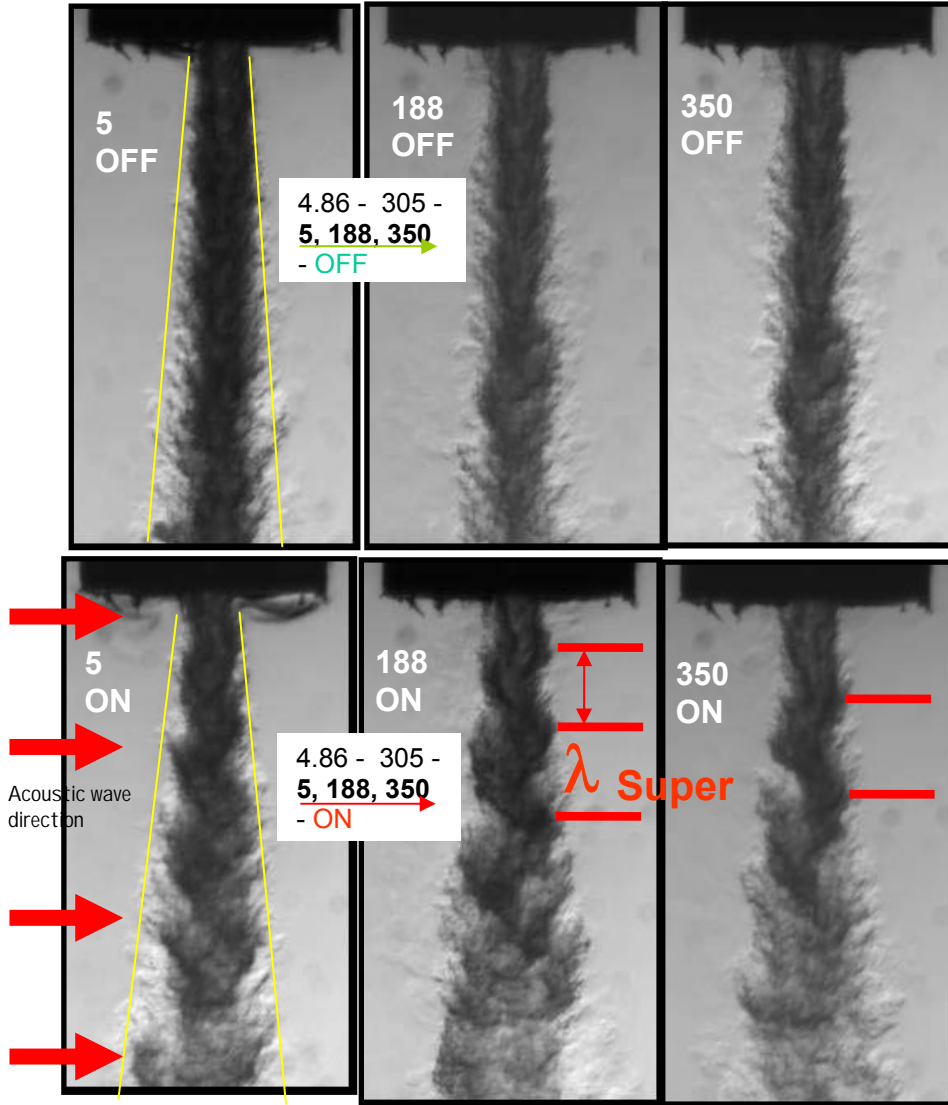 5
OFF
188
OFF
350
OFF
4.86 - 305 -
5, 188, 350
- OFF
5
ON
188
ON
350
ON
4.86 - 305 -
5, 188, 350
- ON
λ Super
Acoustic wave
direction